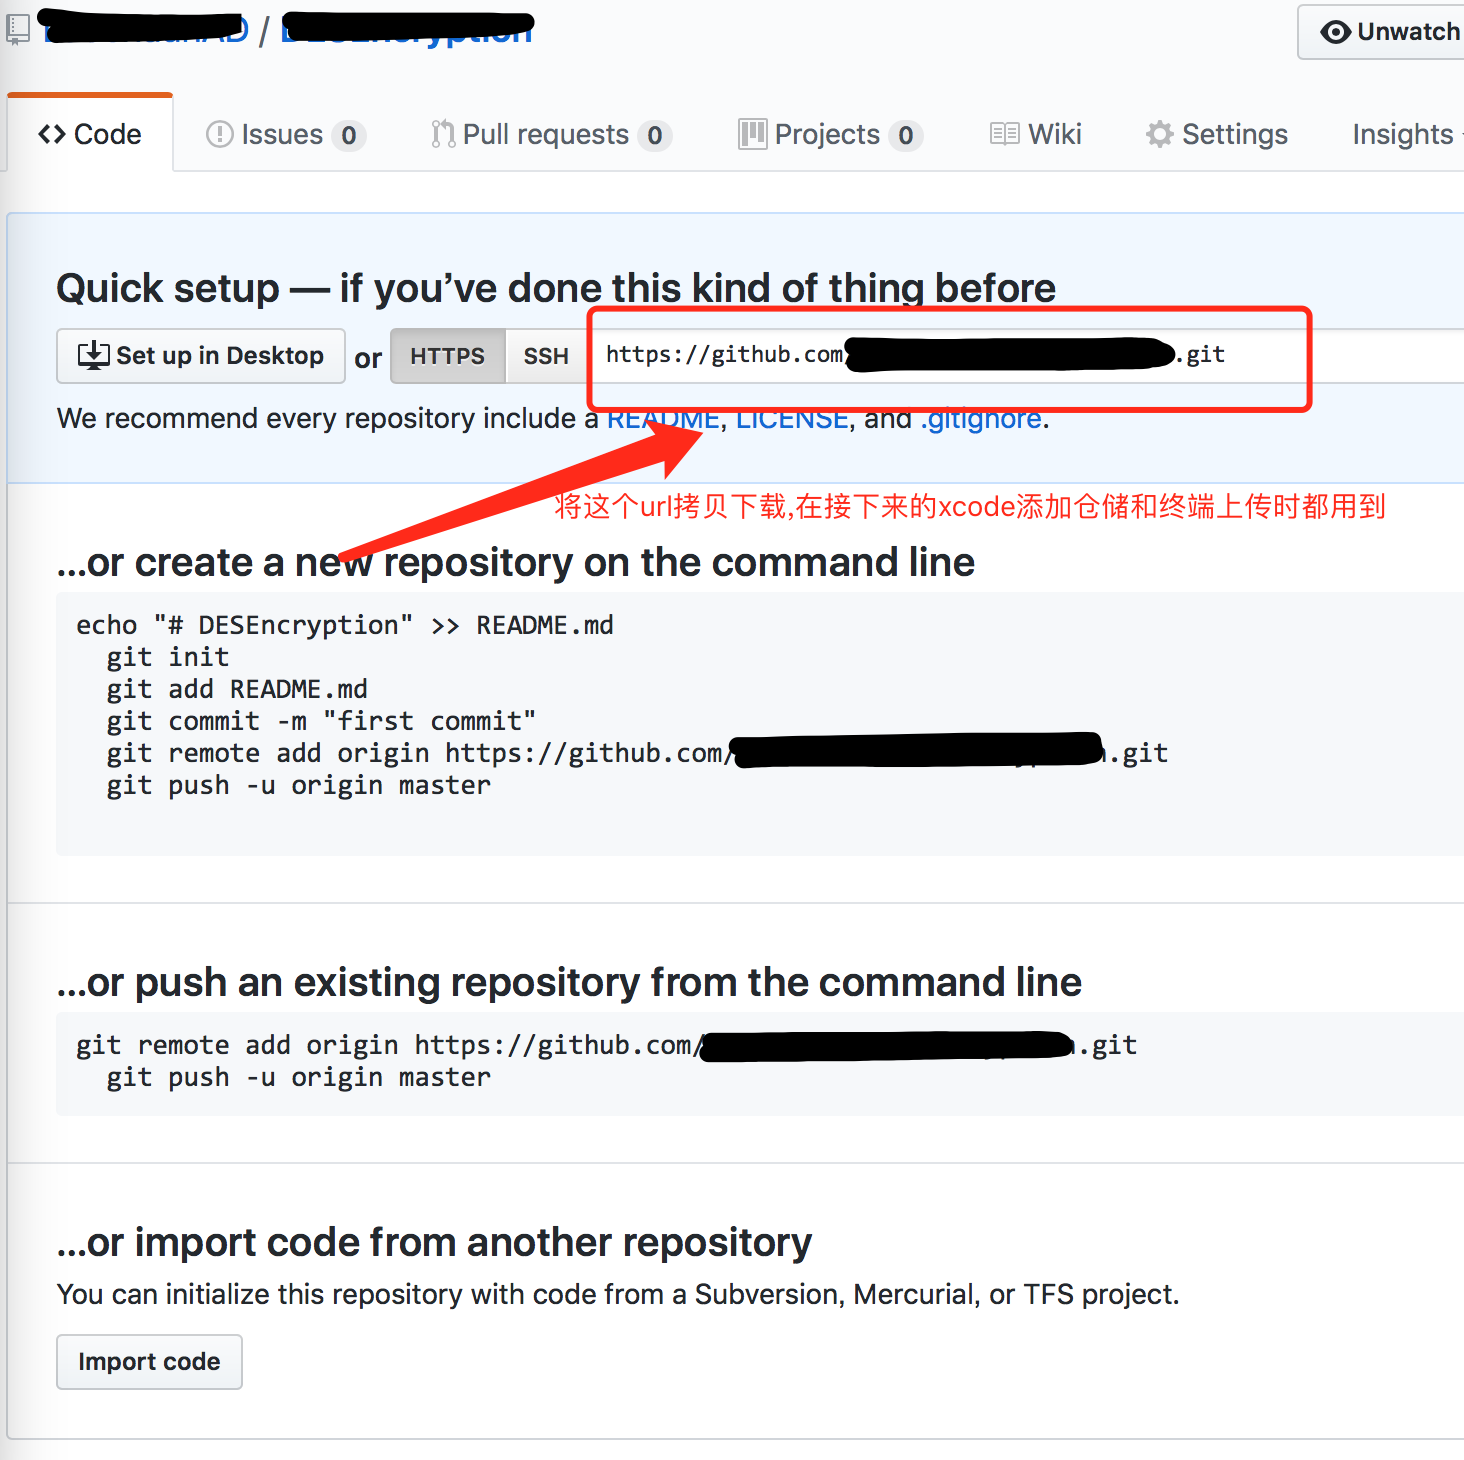 /
Unwatch
Code
Issues 0
Pull requests 0
Projects 0
Wiki
Settings
Insights
Quick setup — if you’ve done this kind of thing before
Set up in Desktop or HTTPS SSH https://github.com .git
We recommend every repository include a README, LICENSE, and .gitignore.
将这个url拷贝下载,在接下来的xcode添加仓储和终端上传时都用到
...or create a new repository on the command line
echo "# DESEncryption" >> README.md
git init
git add README.md
git commit -m "first commit"
git remote add origin https://github.com/ .git
git push -u origin master
...or push an existing repository from the command line
git remote add origin https://github.com/ .git
git push -u origin master
...or import code from another repository
You can initialize this repository with code from a Subversion, Mercurial, or TFS project.
Import code